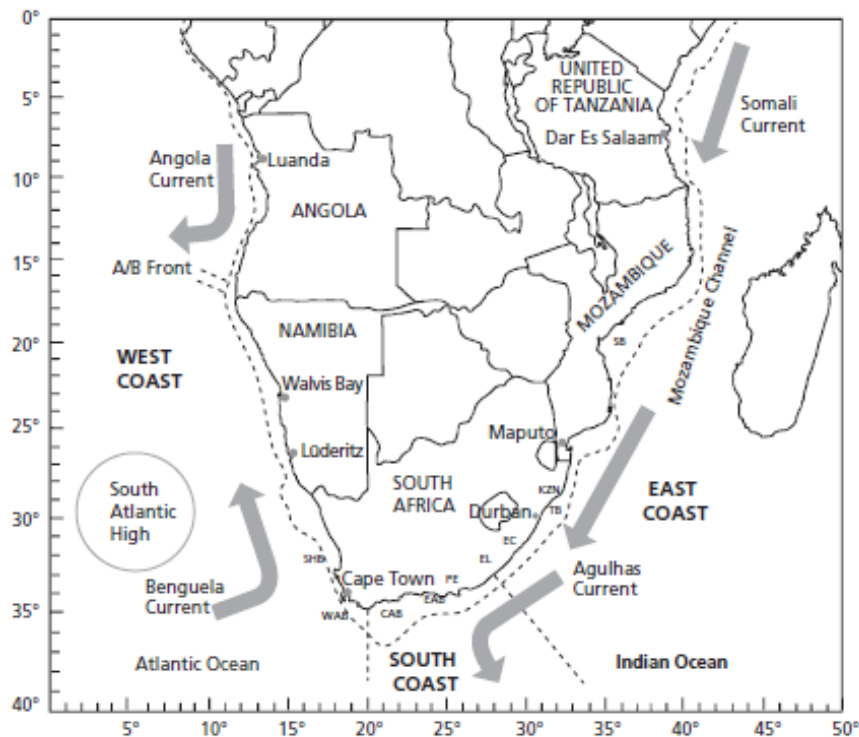 0°
5°
10°
15°
20°
25°
30°
35°
40°
5°
10°
15°
20°
25°
30°
35°
40°
45°
50°
UNITED
REPUBLIC
OF TANZANIA
Dar Es Salaam
Somali
Current
Angola
Current
Luanda
ANGOLA
A/B Front
MOZAMBIQUE
Mozambique Channel
NAMIBIA
SB
WEST
COAST
Walvis Bay
Lüderitz
Maputo
South
Atlantic
High
SOUTH
AFRICA
KZN
Durban
TB
EAST
COAST
EC
EL
SHB
Cape Town
PE
Benguela
Current
WAB
CAB
EAB
Agulhas
Current
Atlantic Ocean
SOUTH
COAST
Indian Ocean